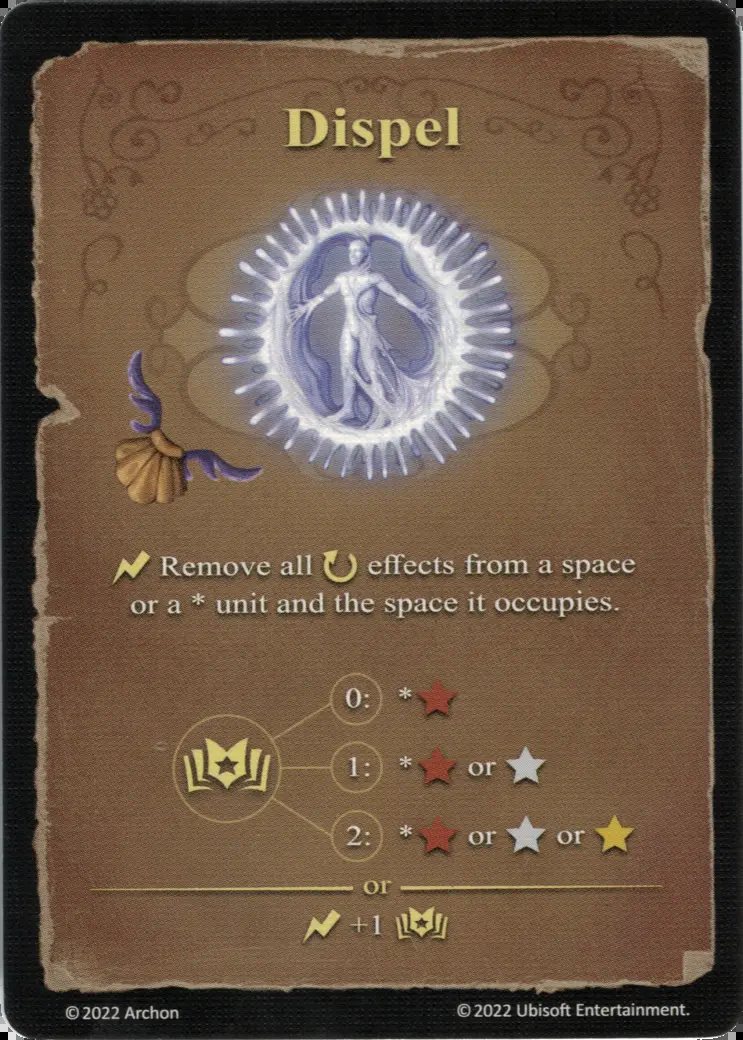 Dispel
Remove all effects from a space
or a * unit and the space it occupies.
0: *
1: * or
2: * or or
or
+1
© 2022 Archon
© 2022 Ubisoft Entertainment.